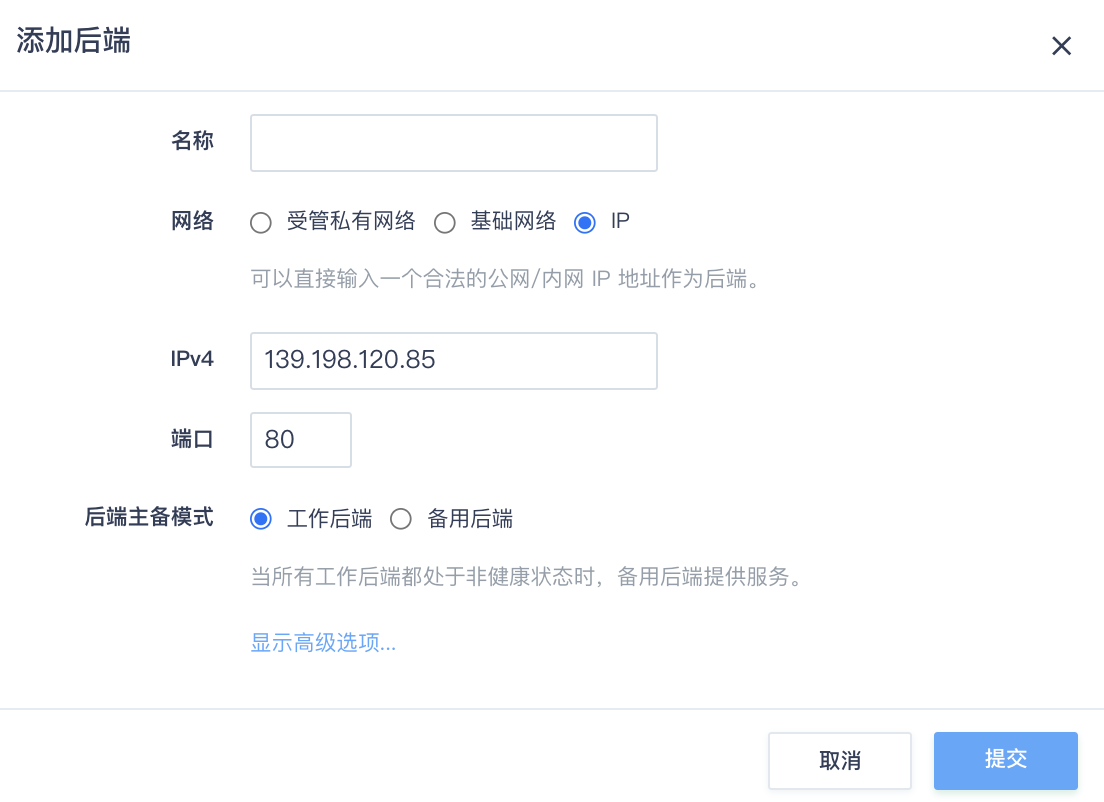 添加后端
名称
网络 受管私有网络 基础网络 IP
可以直接输入一个合法的公网/内网 IP 地址作为后端。
IPv4 139.198.120.85
端口 80
后端主备模式 工作后端 备用后端
当所有工作后端都处于非健康状态时，备用后端提供服务。
显示高级选项...
取消 提交